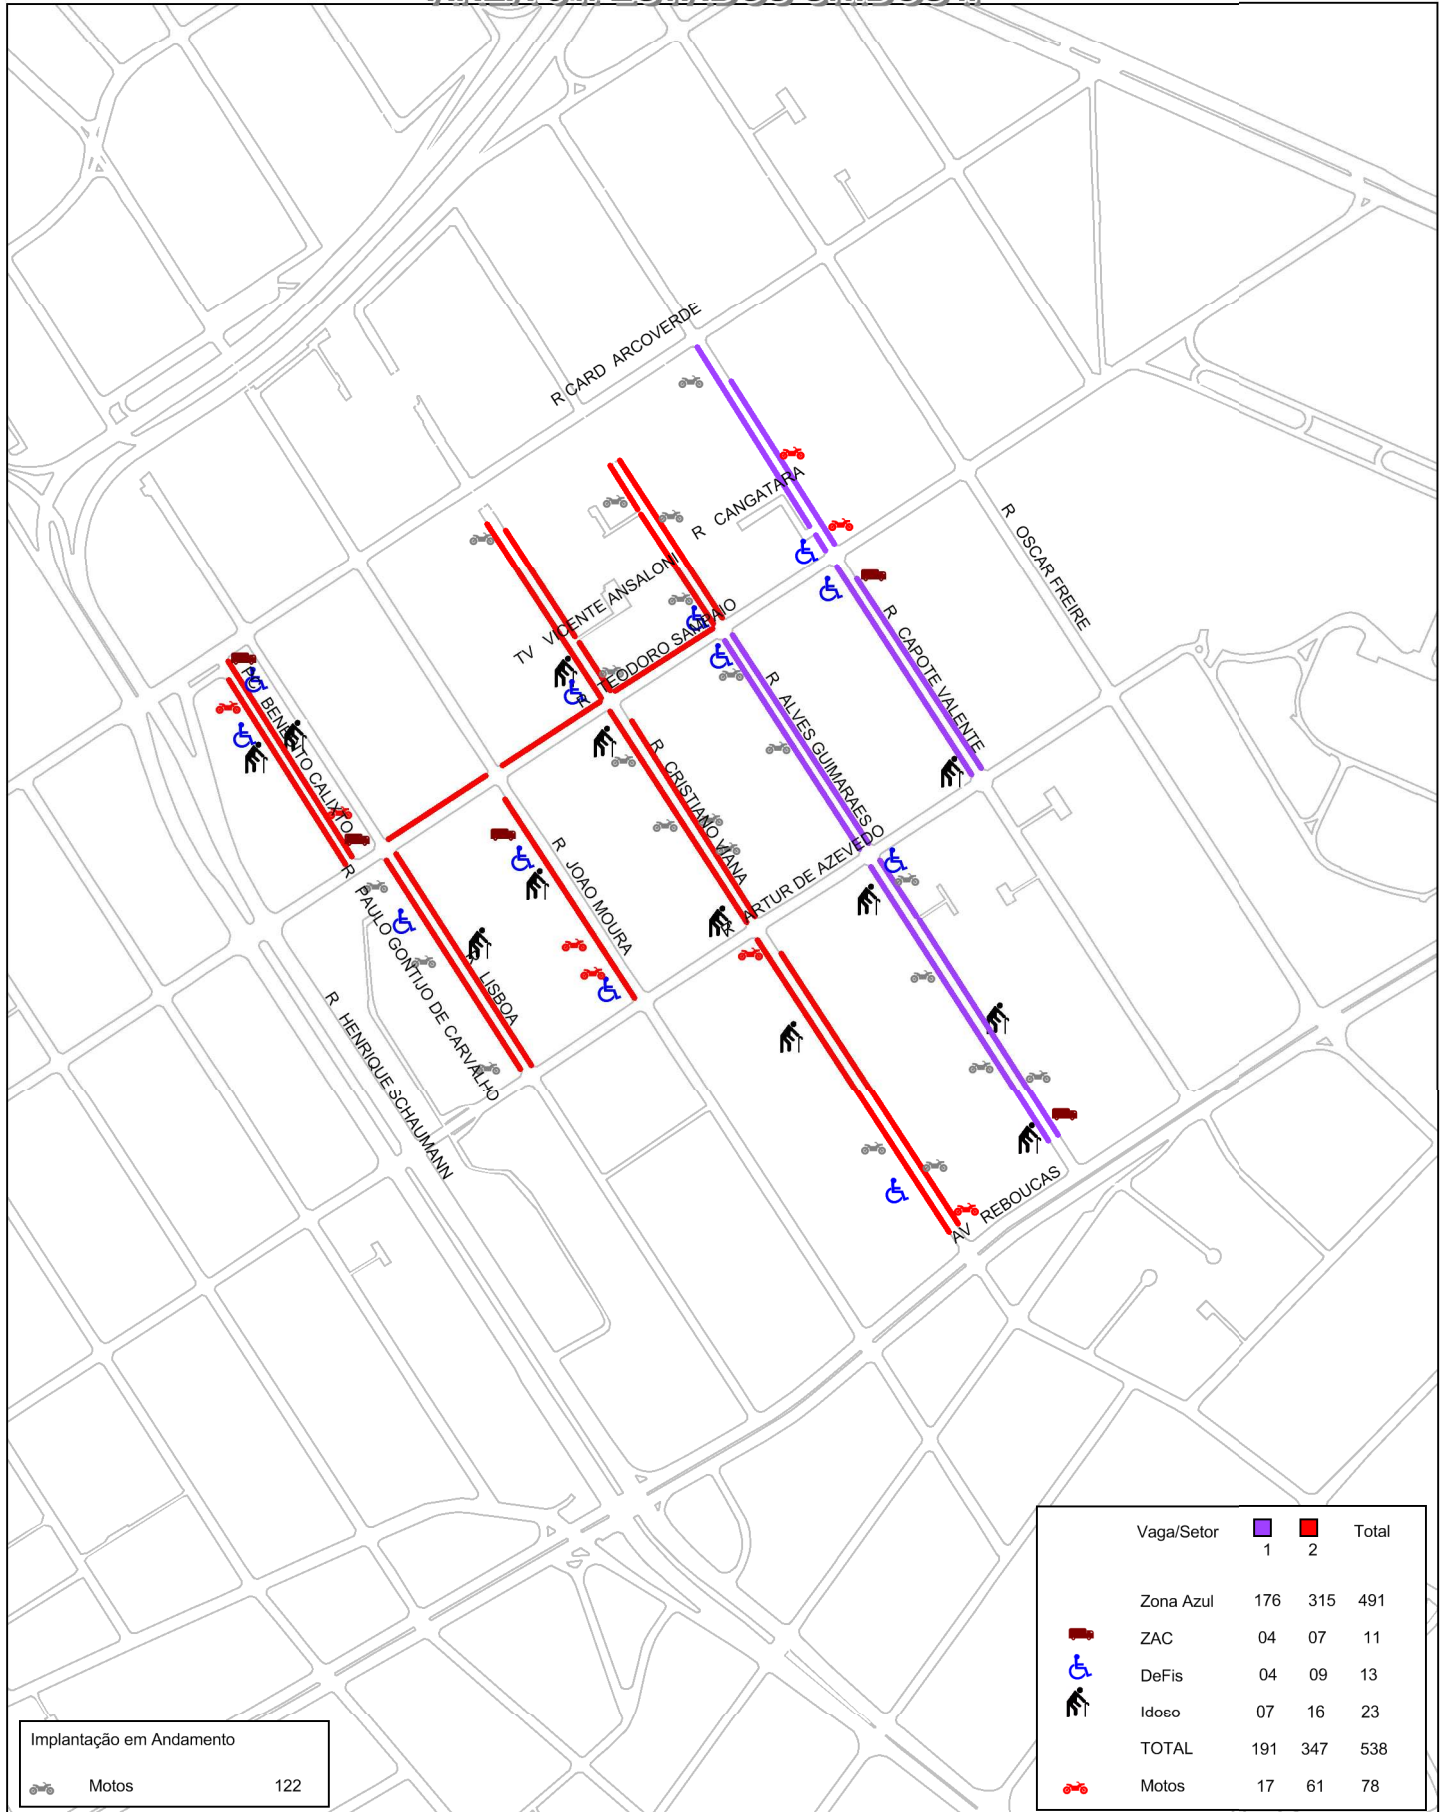 R CARD ARCOVERDE
R CANGATARA
R OSCAR FREIRE
TV VICENTE ANSALONI
R TEODORO SAMPAIO
R CAPOTE VALENTE
R ALVES GUIMARAES
BENEDITO CALIXTO
R CRISTIANO VIANA
R ARTUR DE AZEVEDO
R JOAO MOURA
R PAULO GONTIJO DE CARVALHO
R LISBOA
R HENRIQUE SCHAUMANN
AV REBOUCAS
Vaga/Setor 1 2 Total
Zona Azul 176 315 491
ZAC 04 07 11
DeFis 04 09 13
Idoso 07 16 23
TOTAL 191 347 538
Motos 17 61 78
Implantação em Andamento
Motos 122